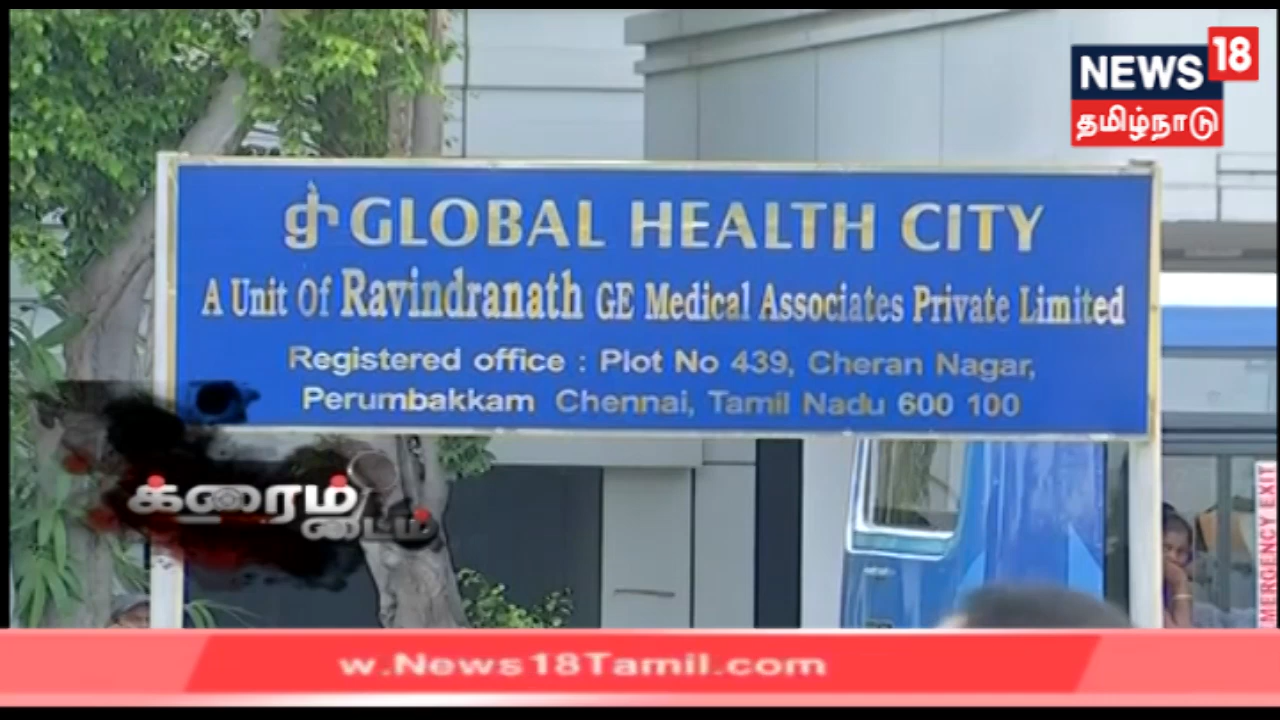 NEWS 18
தமிழ்நாடு
GLOBAL HEALTH CITY
A Unit Of Ravindranath GE Medical Associates Private Limited
Registered office : Plot No 439, Cheran Nagar,
Perumbakkam Chennai, Tamil Nadu 600 100
க்ரைம்
டைம்
EMERGENCY EXIT
w.News18Tamil.com